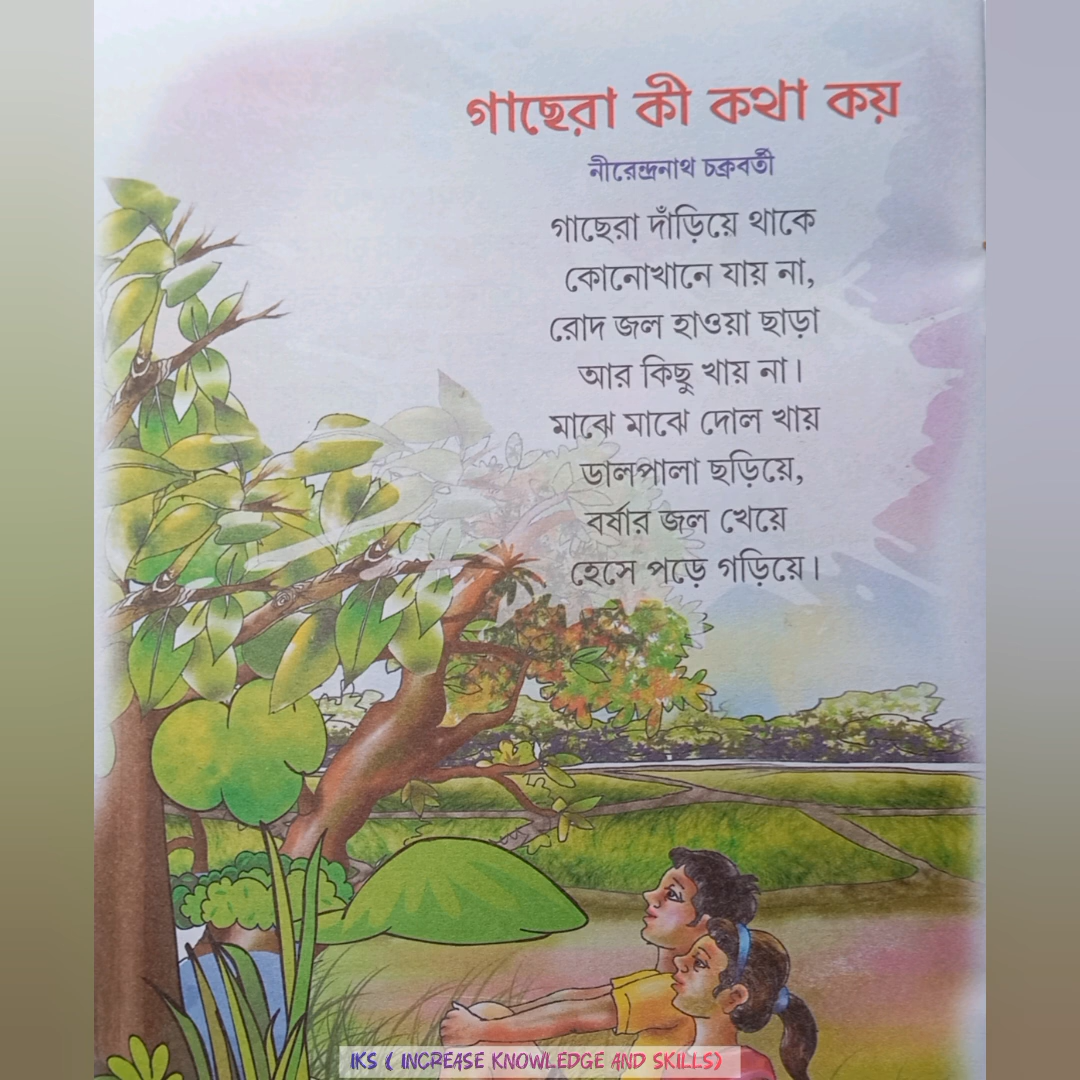 গাছেরা কী কথা কয়
নীরেন্দ্রনাথ চক্রবর্তী
গাছেরা দাঁড়িয়ে থাকে
কোনোখানে যায় না,
রোদ জল হাওয়া ছাড়া
আর কিছু খায় না।
মাঝে মাঝে দোল খায়
ডালপালা ছড়িয়ে,
বর্ষার জল খেয়ে
হেসে পড়ে গড়িয়ে।
IKS ( INCREASE KNOWLEDGE AND SKILLS)